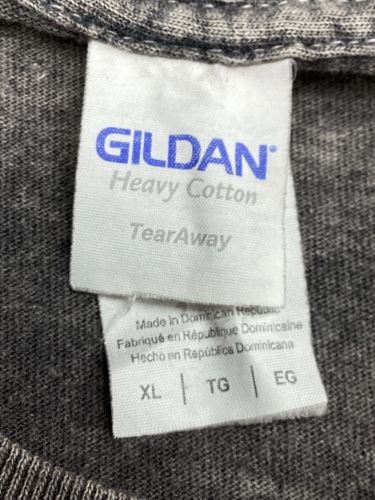 GILDAN®
Heavy Cotton
TearAway
Made in Dominican Republic
Fabriqué en République Dominicaine
Hecho en República Dominicana
XL | TG | EG